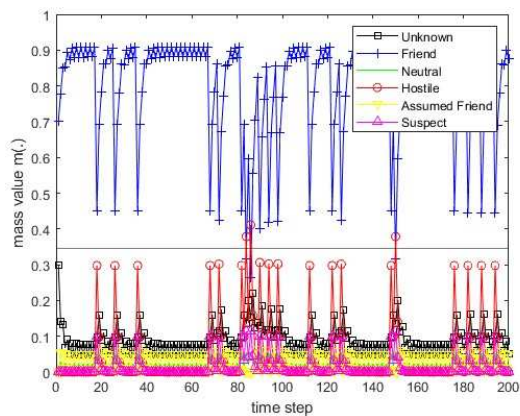 Unknown
Friend
Neutral
Hostile
Assumed Friend
Suspect
mass value m(.)
1
0.9
0.8
0.7
0.6
0.5
0.4
0.3
0.2
0.1
0
0 20 40 60 80 100 120 140 160 180 200
time step